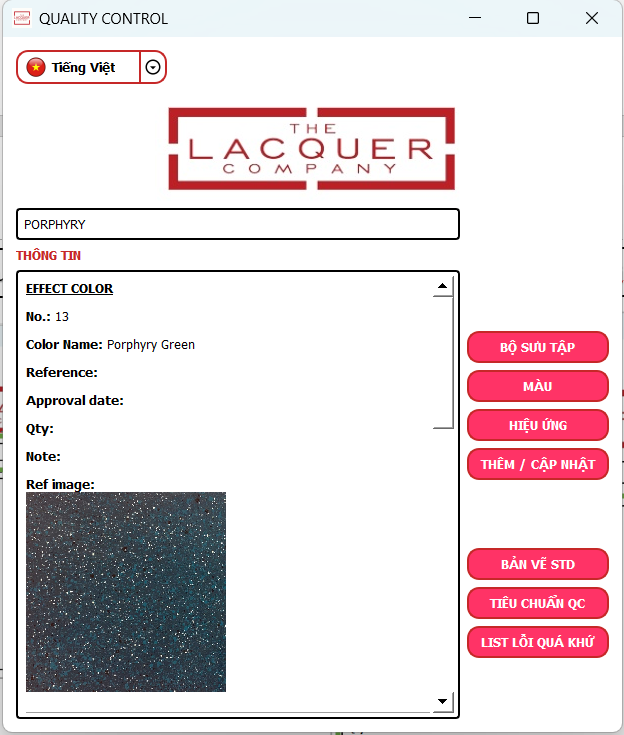 QUALITY CONTROL
Tiếng Việt
THE
LACQUER
COMPANY
PORPHYRY
THÔNG TIN
EFFECT COLOR
No.: 13
Color Name: Porphyry Green
Reference:
Approval date:
Qty:
Note:
Ref image:
BỘ SƯU TẬP
MÀU
HIỆU ỨNG
THÊM / CẬP NHẬT
BẢN VẼ STD
TIÊU CHUẨN QC
LIST LỖI QUÁ KHỨ